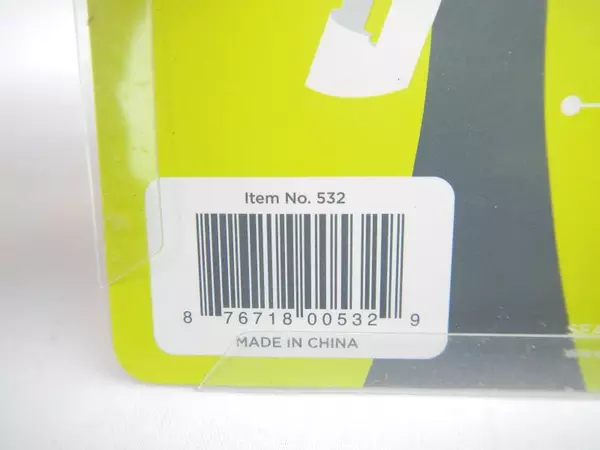 Item No. 532
8 76718 00532 9
MADE IN CHINA